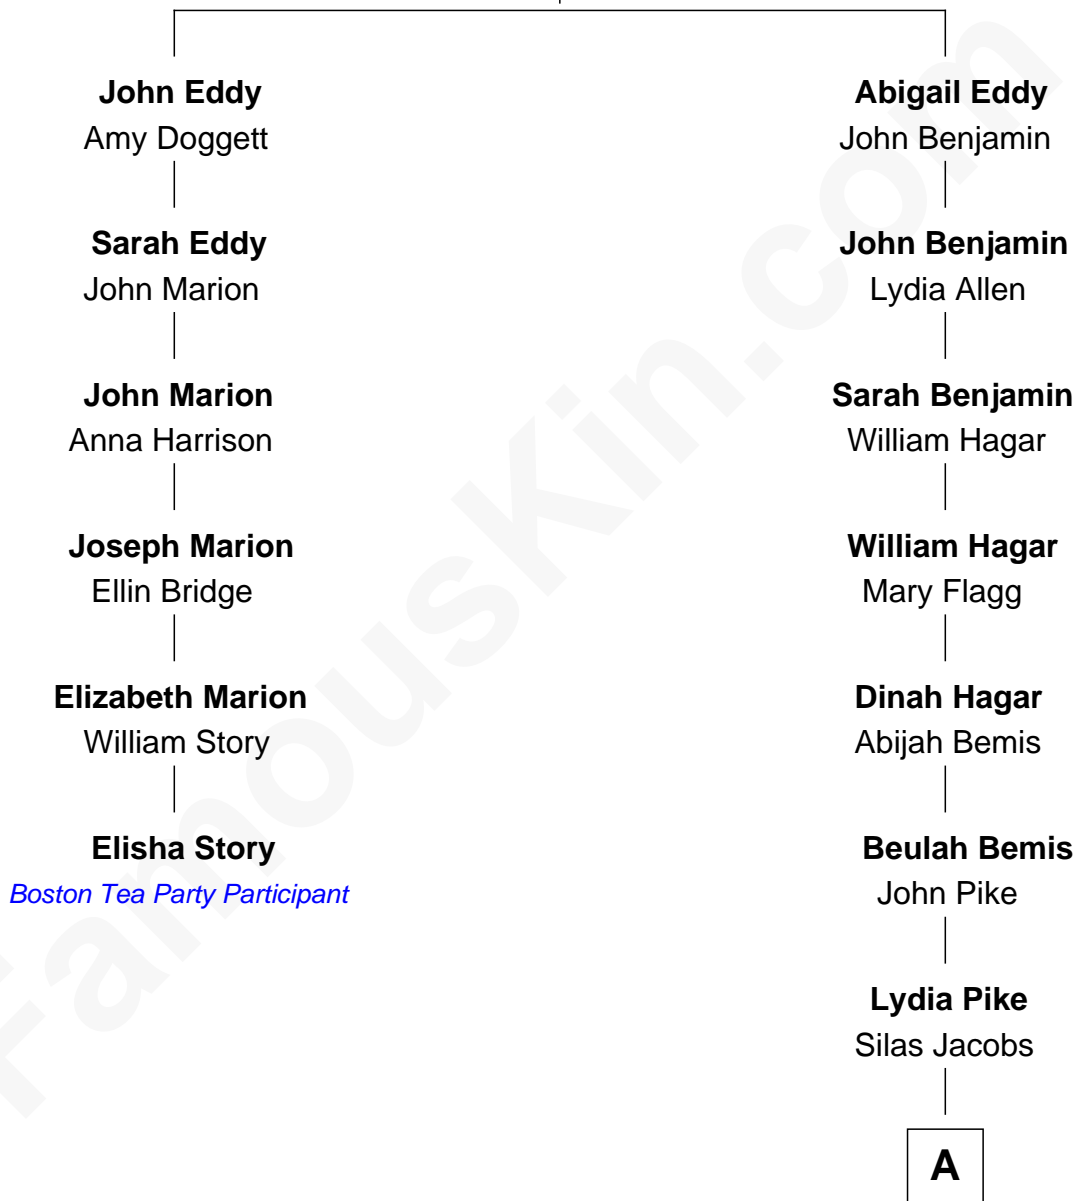 John Eddy
Amy Doggett
Sarah Eddy
John Marion
John Marion
Anna Harrison
Joseph Marion
Ellin Bridge
Elizabeth Marion
William Story
Elisha Story
Boston Tea Party Participant
Abigail Eddy
John Benjamin
John Benjamin
Lydia Allen
Sarah Benjamin
William Hagar
William Hagar
Mary Flagg
Dinah Hagar
Abijah Bemis
Beulah Bemis
John Pike
Lydia Pike
Silas Jacobs
A
FamousKin.com